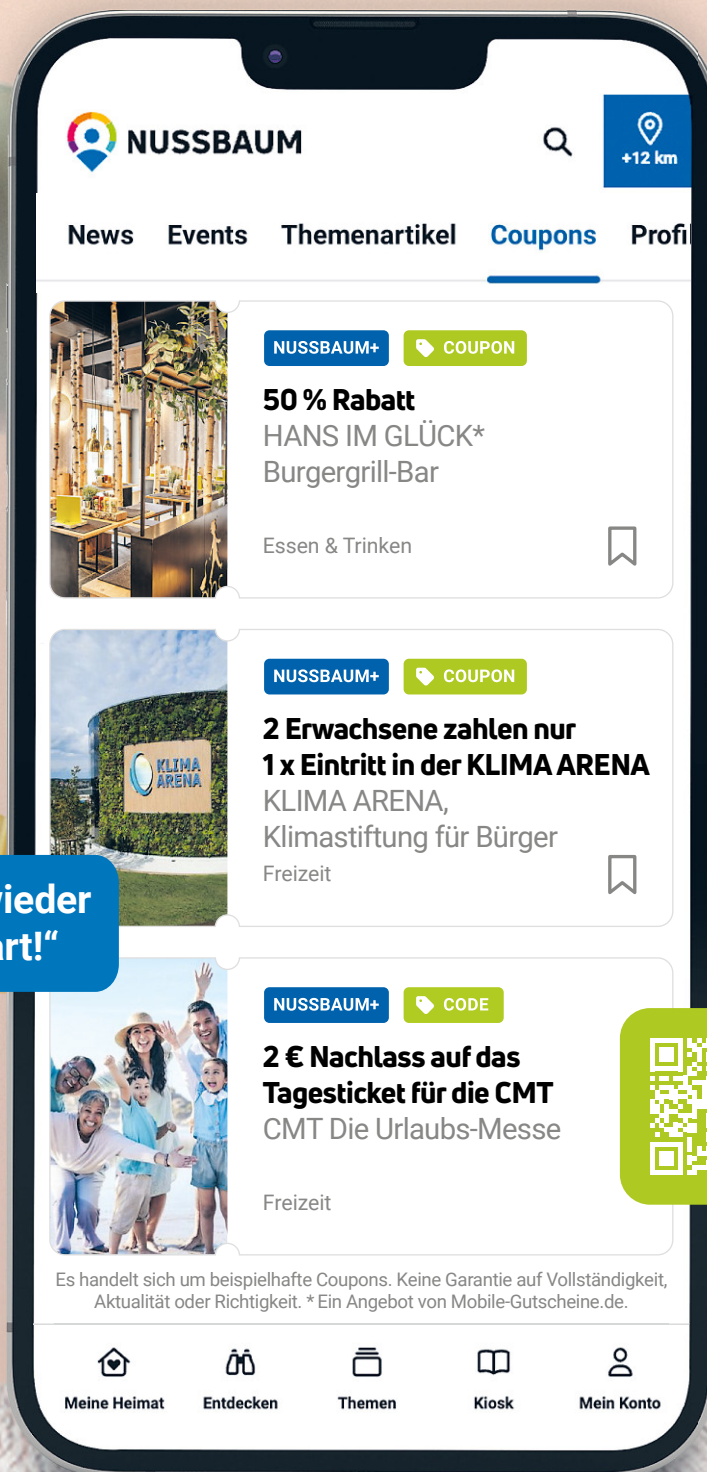 NUSSBAUM
+12 km
News Events Themenartikel Coupons
NUSSBAUM+ COUPON
50 % Rabatt
HANS IM GLÜCK*
Burgergrill-Bar
Essen & Trinken
KLIMA
ARENA
NUSSBAUM+ COUPON
2 Erwachsene zahlen nur
1 x Eintritt in der KLIMA ARENA
KLIMA ARENA,
Klimastiftung für Bürger
Freizeit
NUSSBAUM+ CODE
2 € Nachlass auf das
Tagesticket für die CMT
CMT Die Urlaubs-Messe
Freizeit
Es handelt sich um beispielhafte Coupons. Keine Garantie auf Vollständigkeit,
Aktualität oder Richtigkeit. * Ein Angebot von Mobile-Gutscheine.de.
Meine Heimat Entdecken Themen Kiosk Mein Konto